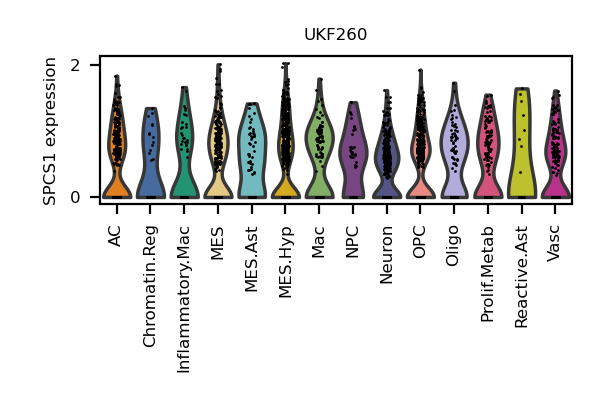 UKF260
SPCS1 expression
2
0
AC
Chromatin.Reg
Inflammatory.Mac
MES
MES.Ast
MES.Hyp
Mac
NPC
Neuron
OPC
Oligo
Prolif.Metab
Reactive.Ast
Vasc